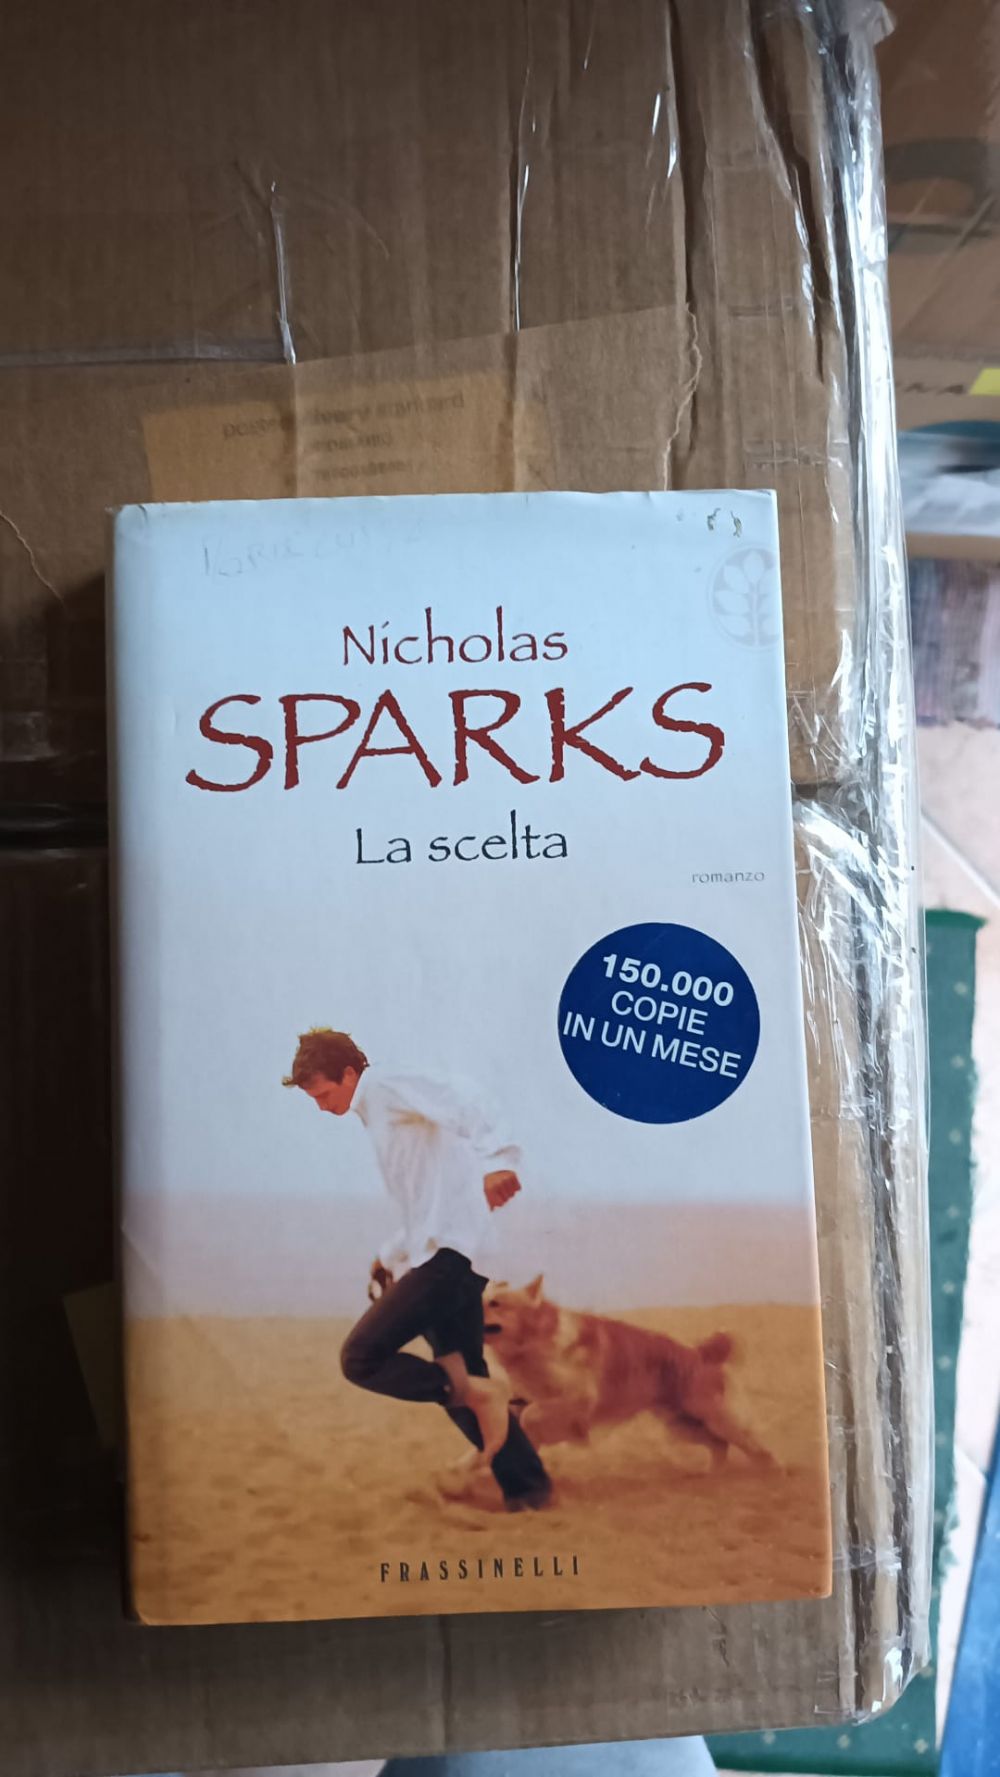 Nicholas
SPARKS
La scelta
romanzo
150.000
COPIE
IN UN MESE
FRASSINELLI